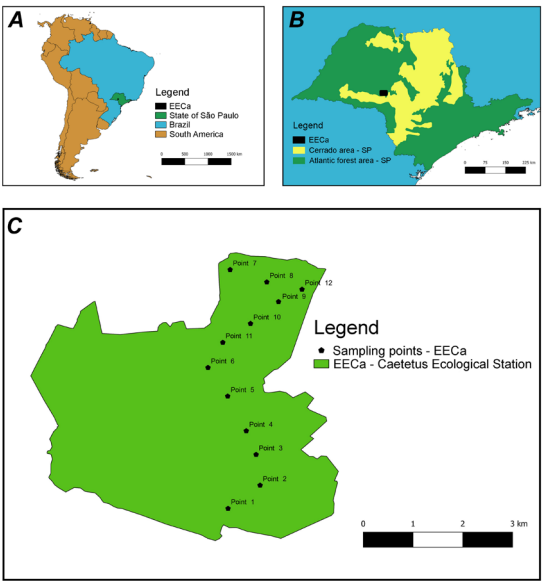 A
Legend
EECa
State of São Paulo
Brazil
South America
0 500 1000 1500 km
B
Legend
EECa
Cerrado area - SP
Atlantic forest area - SP
0 75 150 225 km
C
Point 7
Point 8
Point 12
Point 9
Point 10
Point 11
Point 6
Point 5
Point 4
Point 3
Point 2
Point 1
Legend
Sampling points - EECa
EECa - Caetetus Ecological Station
0 1 2 3 km